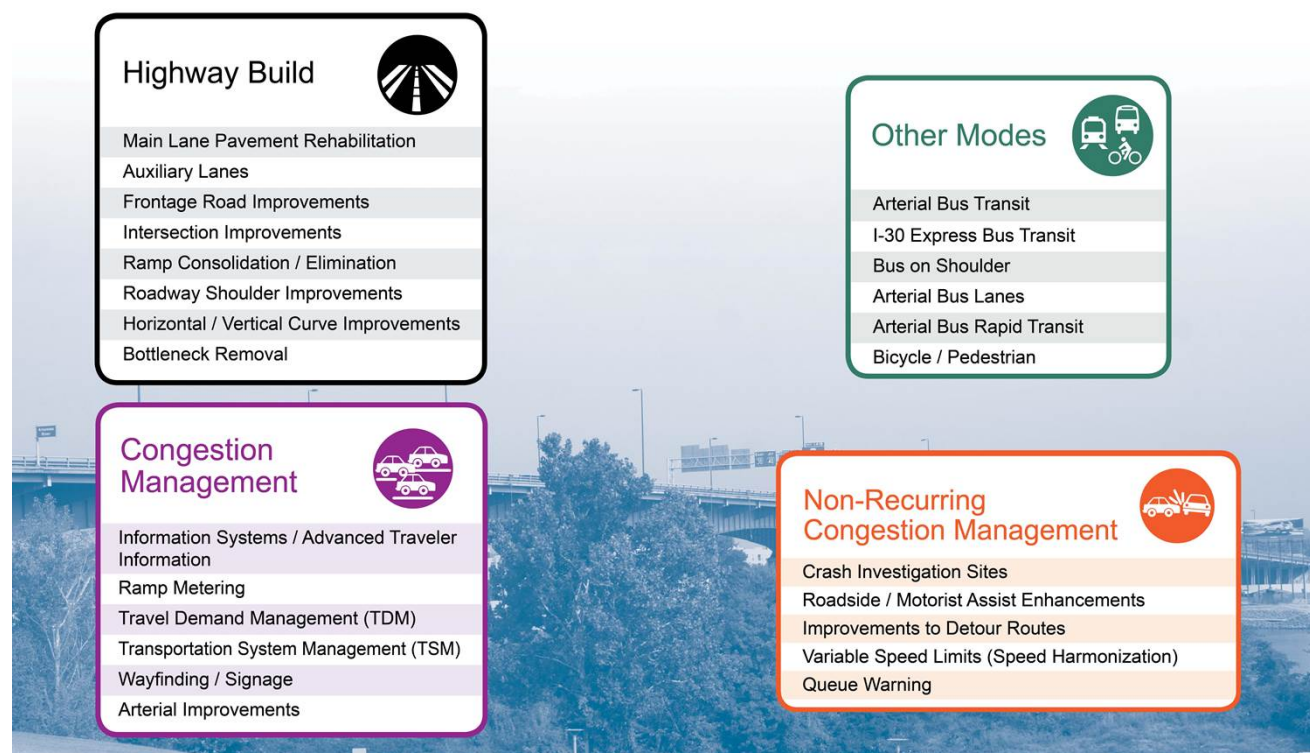 Highway Build
Main Lane Pavement Rehabilitation
Auxiliary Lanes
Frontage Road Improvements
Intersection Improvements
Ramp Consolidation / Elimination
Roadway Shoulder Improvements
Horizontal / Vertical Curve Improvements
Bottleneck Removal
Other Modes
Arterial Bus Transit
I-30 Express Bus Transit
Bus on Shoulder
Arterial Bus Lanes
Arterial Bus Rapid Transit
Bicycle / Pedestrian
Congestion
Management
Information Systems / Advanced Traveler
Information
Ramp Metering
Travel Demand Management (TDM)
Transportation System Management (TSM)
Wayfinding / Signage
Arterial Improvements
Non-Recurring
Congestion Management
Crash Investigation Sites
Roadside / Motorist Assist Enhancements
Improvements to Detour Routes
Variable Speed Limits (Speed Harmonization)
Queue Warning